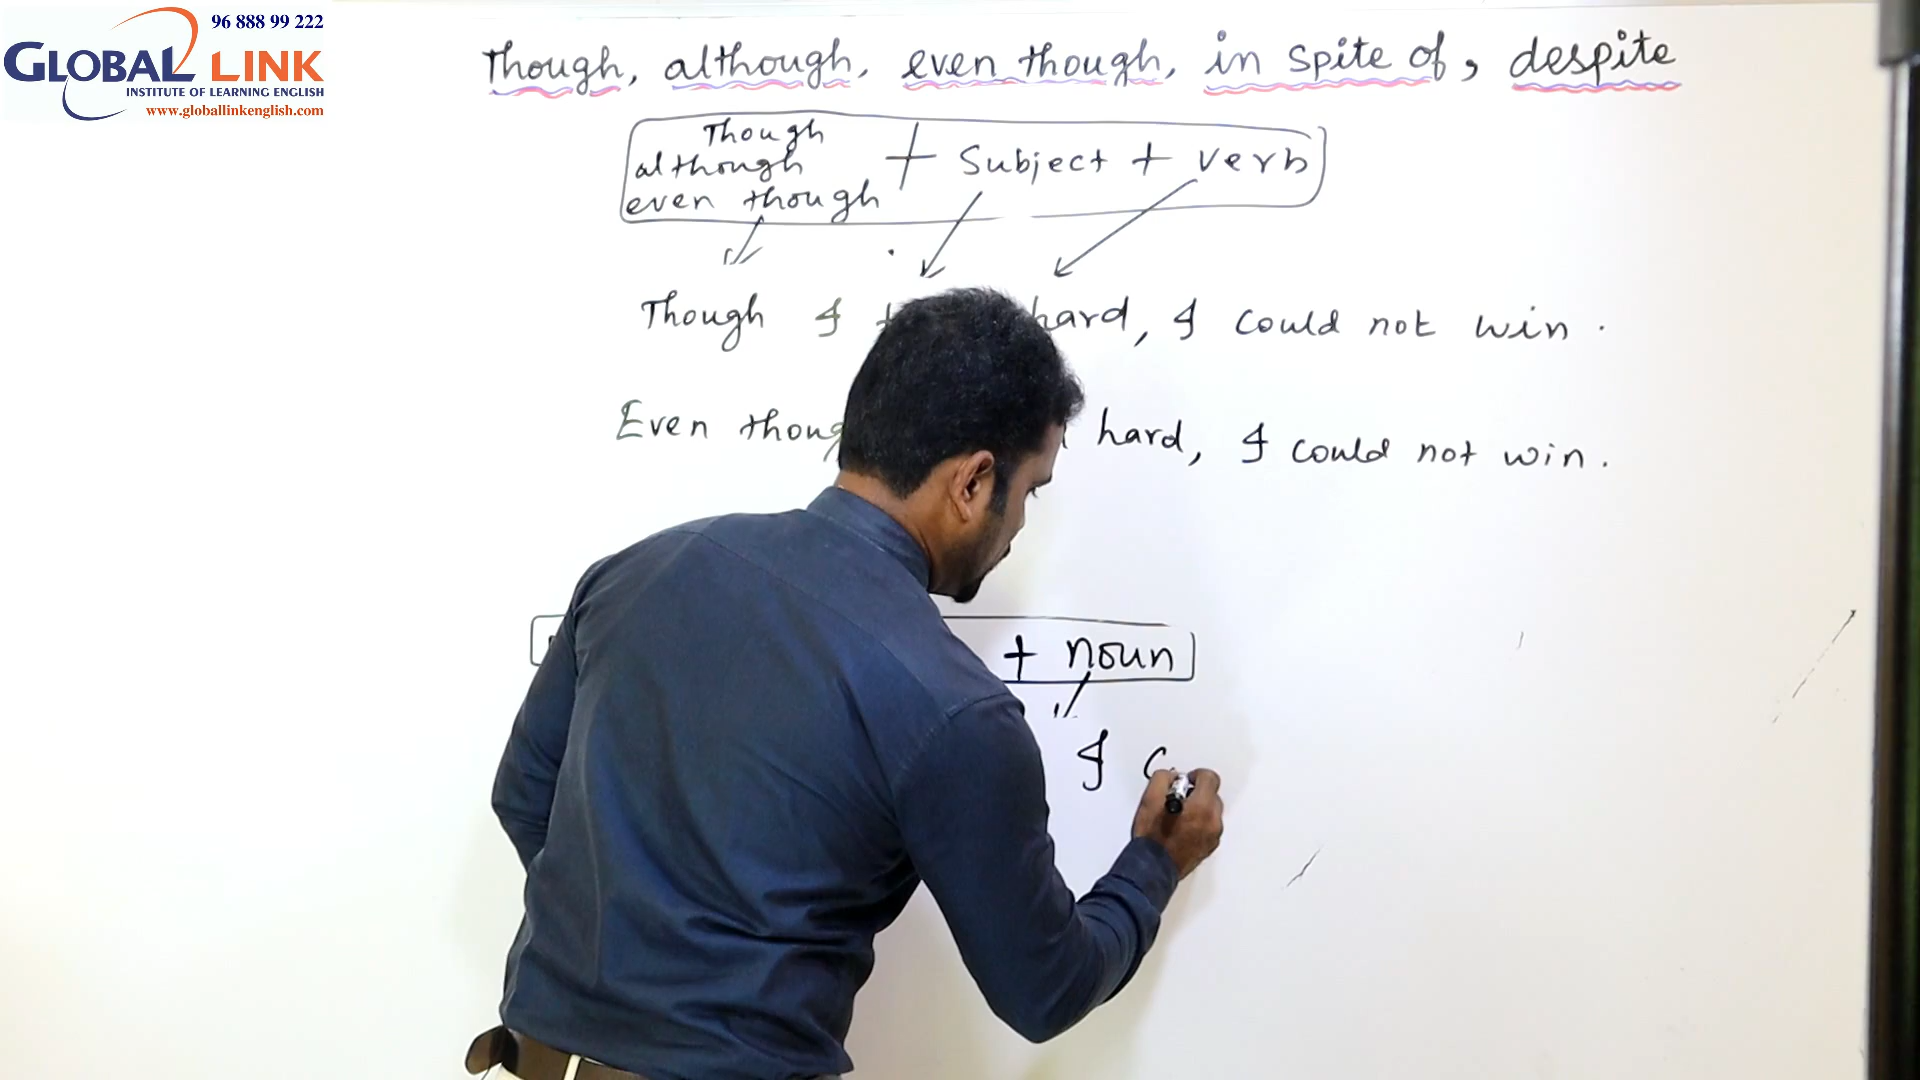 96 888 99 222
GLOBAL LINK
INSTITUTE OF LEARNING ENGLISH
www.globallinkenglish.com
Though, although, even though, in spite of, despite
Though
although + Subject + Verb
even though
Though I hard, I could not win.
Even hard, I could not win.
+ noun
I